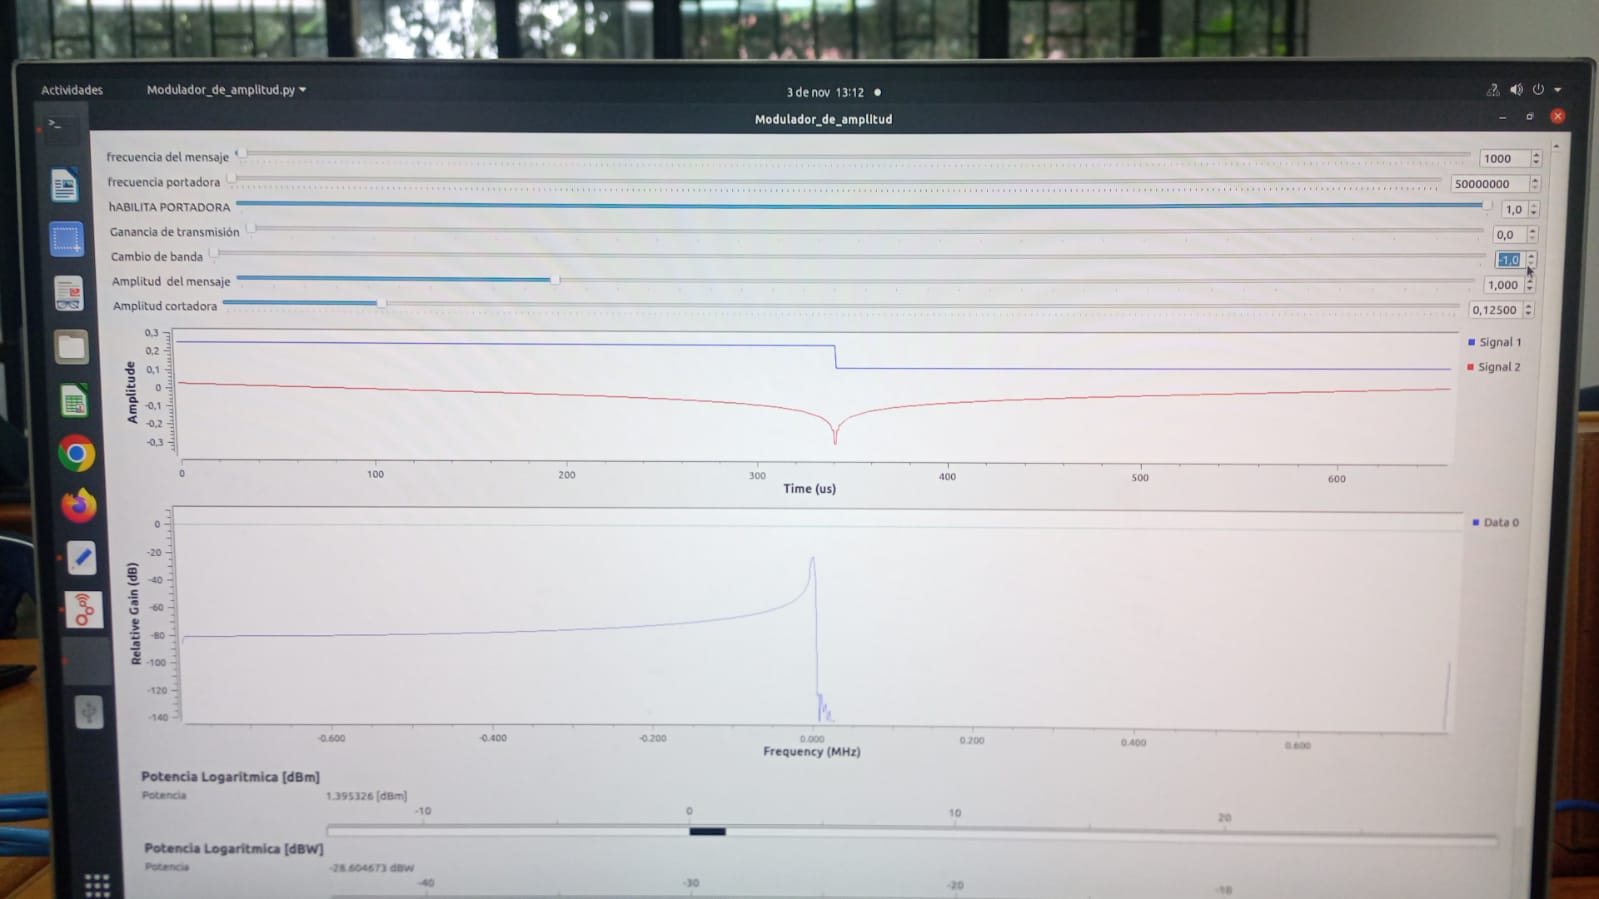 Actividades Modulador_de_amplitud.py 3 de nov 13:12
Modulador_de_amplitud
frecuencia del mensaje 1000
frecuencia portadora 50000000
hABILITA PORTADORA 1,0
Ganancia de transmisión 0,0
Cambio de banda -1,0
Amplitud del mensaje 1,000
Amplitud cortadora 0,12500
0,3
0,2
0,1
0
-0,1
-0,2
-0,3
Amplitude
Signal 1
Signal 2
0 100 200 300 400 500 600
Time (us)
0
-20
-40
-60
-80
-100
-120
-140
Relative Gain (dB)
Data 0
-0.600 -0.400 -0.200 0.000 0.200 0.400 0.600
Frequency (MHz)
Potencia Logaritmica [dBm]
Potencia 1.395326 [dBm]
-10 0 10 20
Potencia Logaritmica [dBW]
Potencia -28.604673 dBW
-40 -30 -20 -10